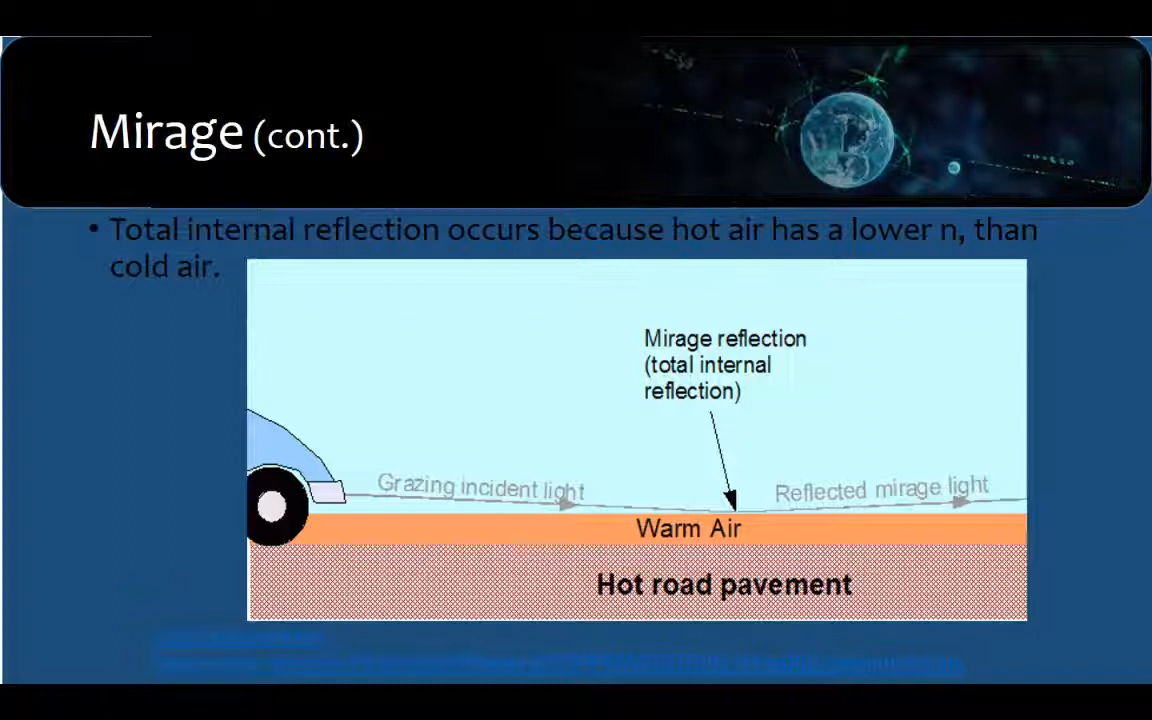 Mirage (cont.)
• Total internal reflection occurs because hot air has a lower n, than
cold air.
Mirage reflection
(total internal
reflection)
Grazing incident light
Reflected mirage light
Warm Air
Hot road pavement